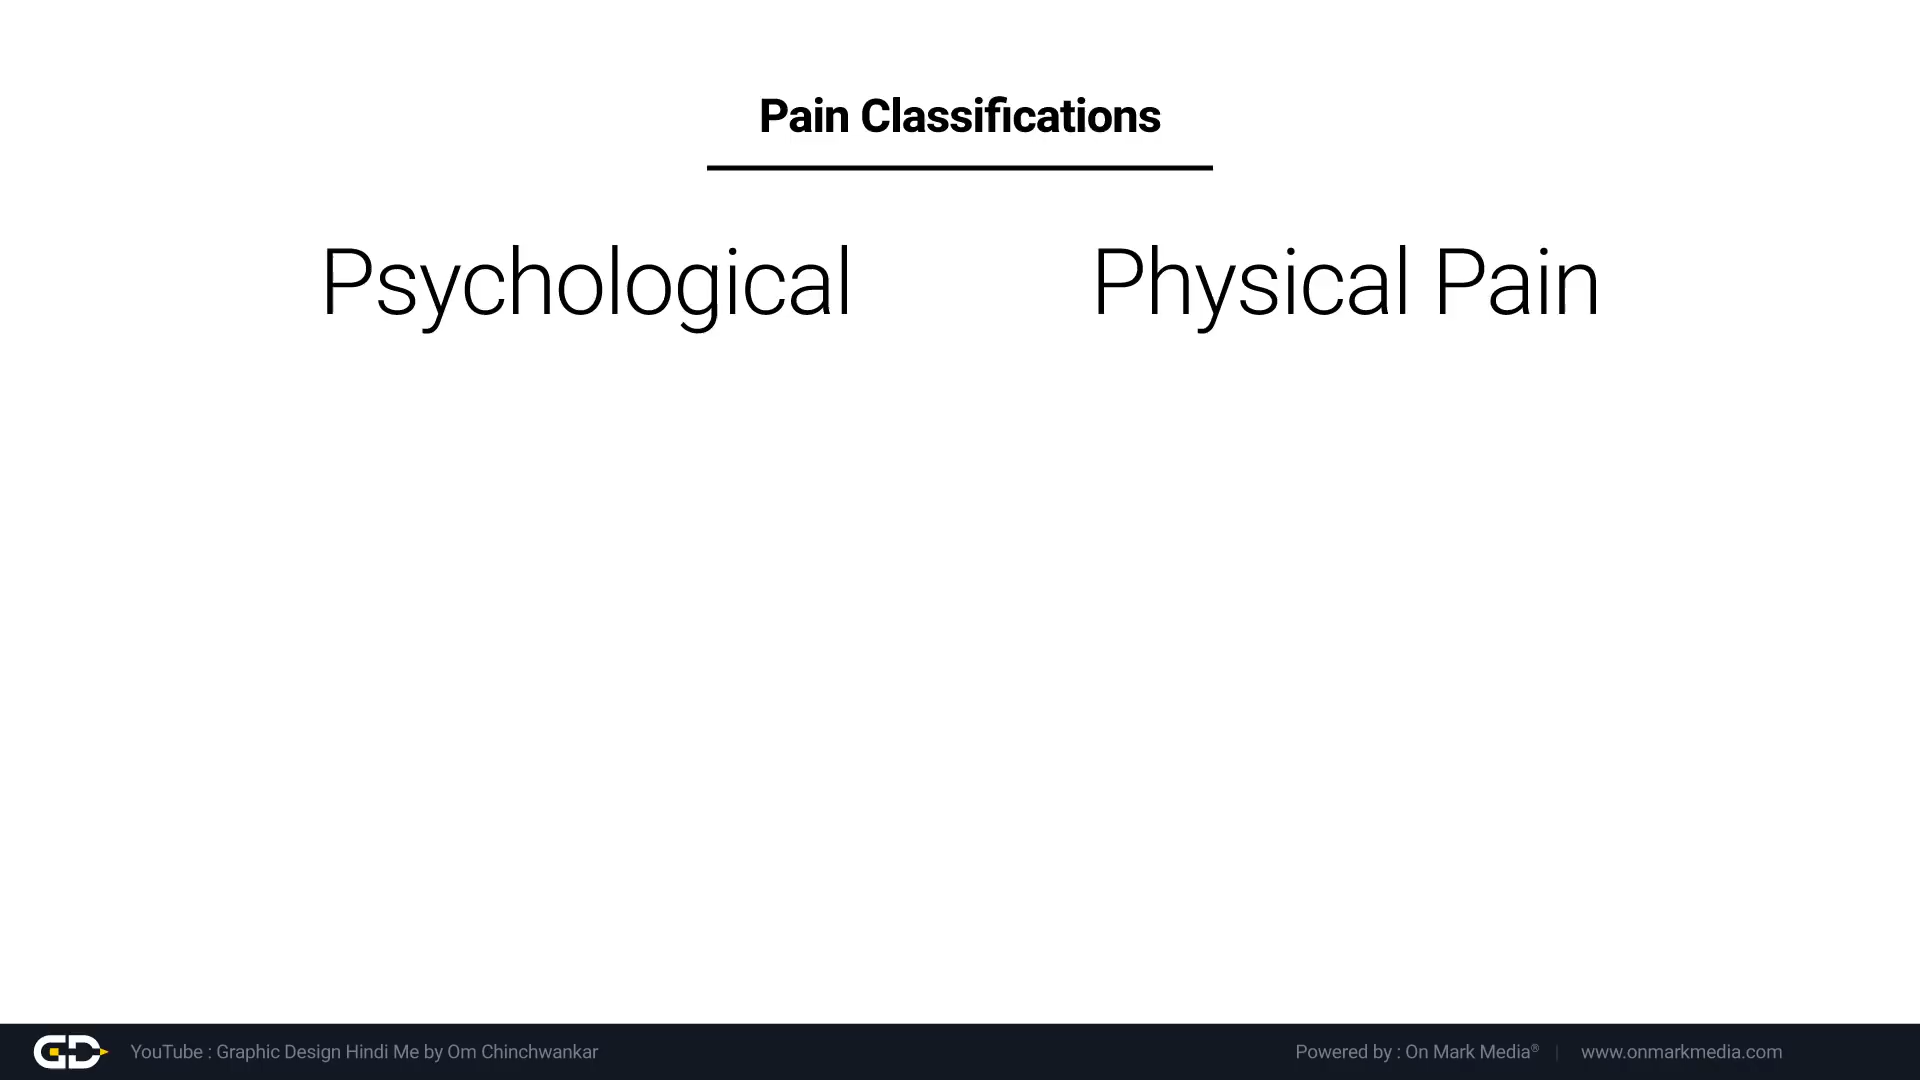 Pain Classifications
Psychological
Physical Pain
YouTube : Graphic Design Hindi Me by Om Chinchwankar
Powered by : On Mark Media® | www.onmarkmedia.com